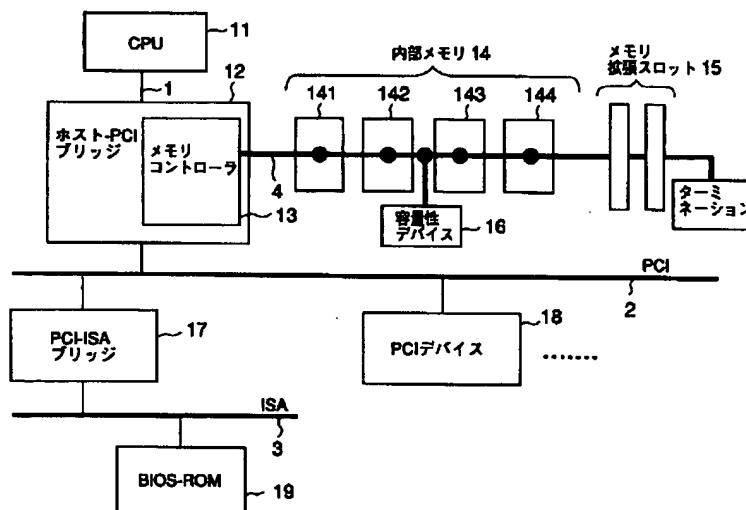 CPU
11
1
12
ホスト-PCI
ブリッジ
メモリ
コントローラ
13
4
内部メモリ 14
141
142
143
144
容量性
デバイス
16
メモリ
拡張スロット 15
ターミ
ネーション
PCI
2
PCI-ISA
ブリッジ
17
PCIデバイス
18
.......
ISA
3
BIOS-ROM
19